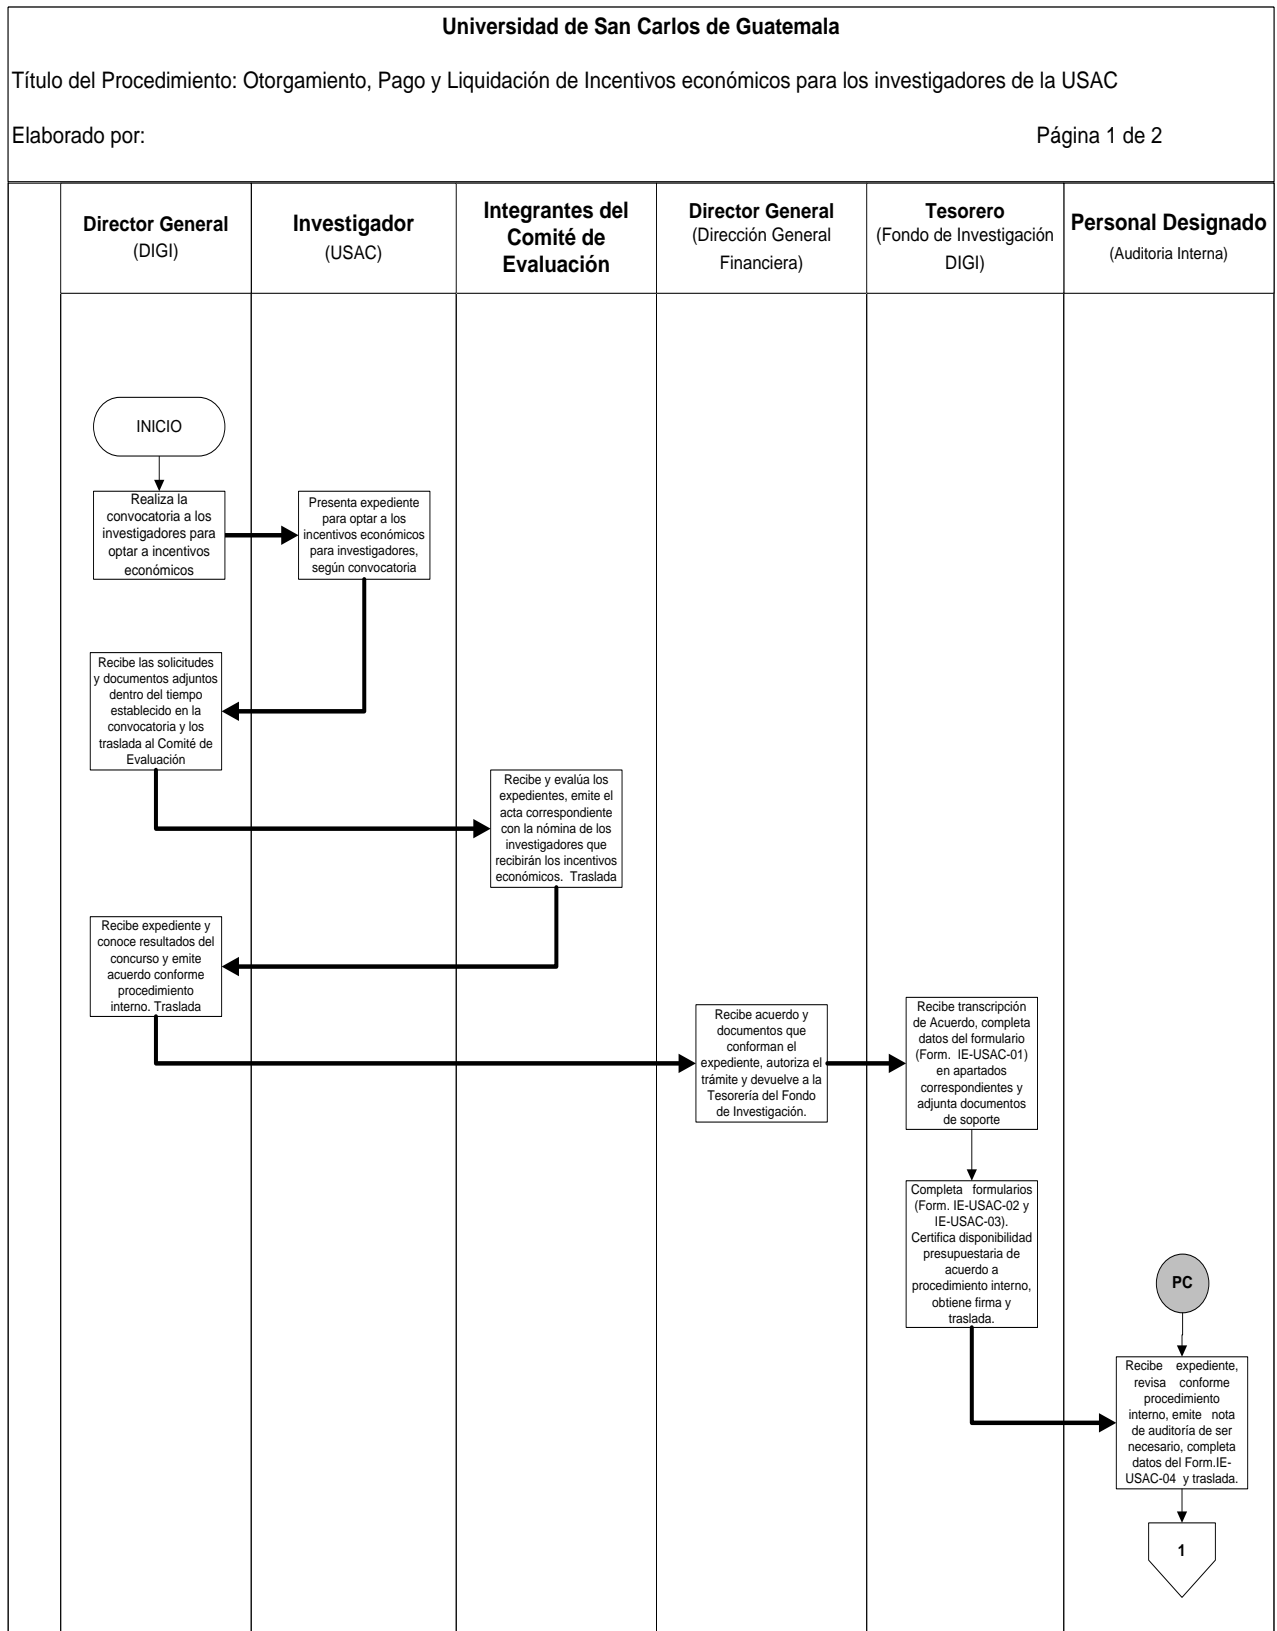 Universidad de San Carlos de Guatemala
Título del Procedimiento: Otorgamiento, Pago y Liquidación de Incentivos económicos para los investigadores de la USAC
Elaborado por:
Página 1 de 2
Director General
(DIGI)
Investigador
(USAC)
Integrantes del
Comité de
Evaluación
Director General
(Dirección General
Financiera)
Tesorero
(Fondo de Investigación
DIGI)
Personal Designado
(Auditoria Interna)
INICIO
Realiza la
convocatoria a los
investigadores para
optar a incentivos
económicos
Presenta expediente
para optar a los
incentivos económicos
para investigadores,
según convocatoria
Recibe las solicitudes
y documentos adjuntos
dentro del tiempo
establecido en la
convocatoria y los
traslada al Comité de
Evaluación
Recibe y evalúa los
expedientes, emite el
acta correspondiente
con la nómina de los
investigadores que
recibirán los incentivos
económicos. Traslada
Recibe expediente y
conoce resultados del
concurso y emite
acuerdo conforme
procedimiento
interno. Traslada
Recibe acuerdo y
documentos que
conforman el
expediente, autoriza el
trámite y devuelve a la
Tesorería del Fondo
de Investigación.
Recibe transcripción
de Acuerdo, completa
datos del formulario
(Form. IE-USAC-01)
en apartados
correspondientes y
adjunta documentos
de soporte
Completa formularios
(Form. IE-USAC-02 y
IE-USAC-03).
Certifica disponibilidad
presupuestaria de
acuerdo a
procedimiento interno,
obtiene firma y
traslada.
PC
Recibe expediente,
revisa conforme
procedimiento
interno, emite nota
de auditoría de ser
necesario, completa
datos del Form.IE-
USAC-04 y traslada.
1